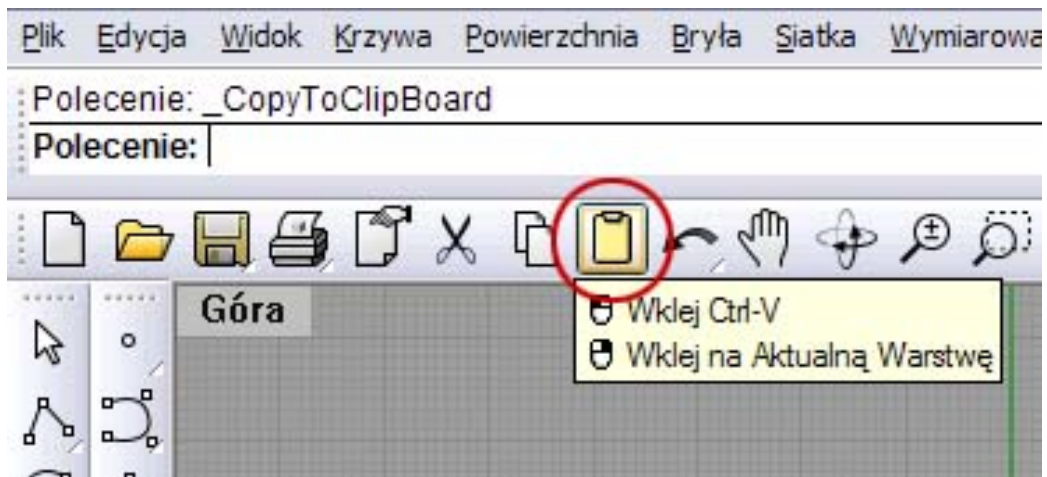 Plik Edycja Widok Krzywa Powierzchnia Bryła Siatka Wymiarowa
Polecenie: _CopyToClipBoard
Polecenie:
Góra
Wklej Ctrl-V
Wklej na Aktualną Warstwę